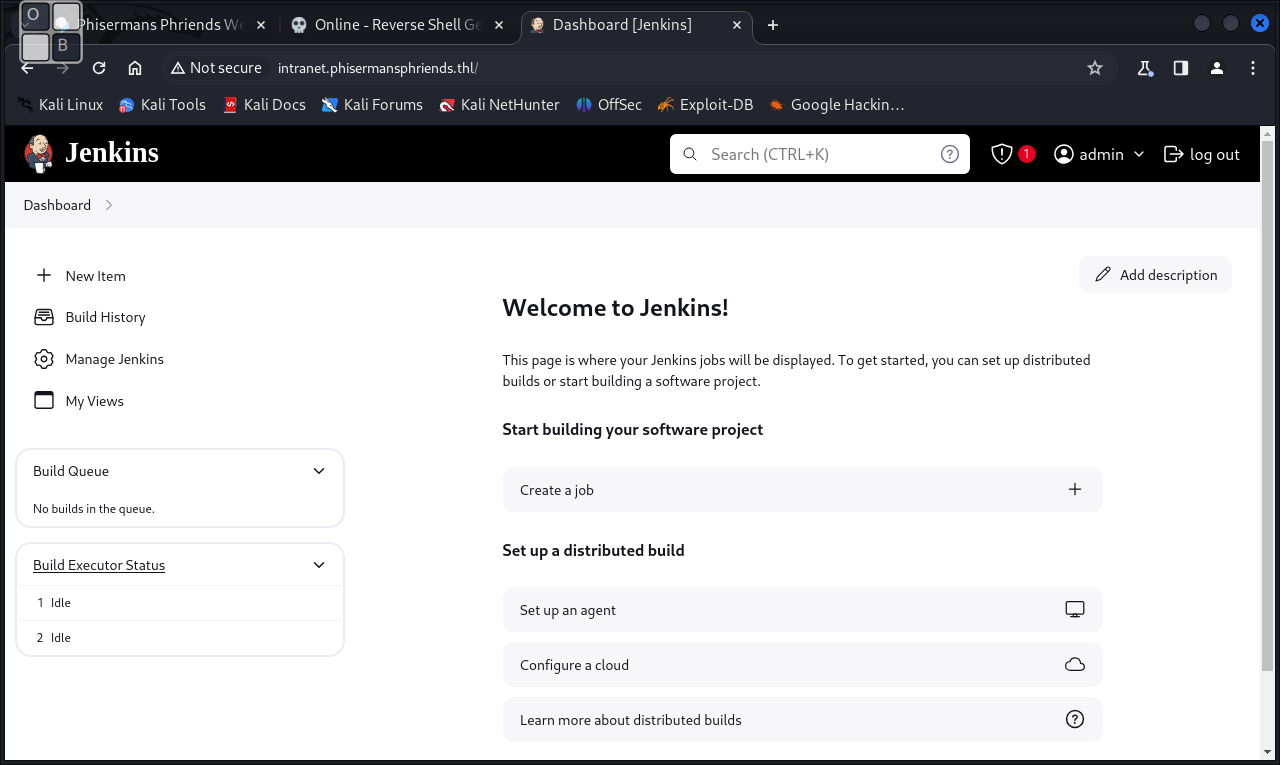 O
B
Phisermans Phriends We
Online - Reverse Shell Ge
Dashboard [Jenkins]
Not secure
intranet.phisermansphriends.thl/
Kali Linux
Kali Tools
Kali Docs
Kali Forums
Kali NetHunter
OffSec
Exploit-DB
Google Hackin…
Jenkins
Search (CTRL+K)
1
admin
log out
Dashboard
New Item
Build History
Manage Jenkins
My Views
Build Queue
No builds in the queue.
Build Executor Status
1 Idle
2 Idle
Add description
Welcome to Jenkins!
This page is where your Jenkins jobs will be displayed. To get started, you can set up distributed
builds or start building a software project.
Start building your software project
Create a job
Set up a distributed build
Set up an agent
Configure a cloud
Learn more about distributed builds